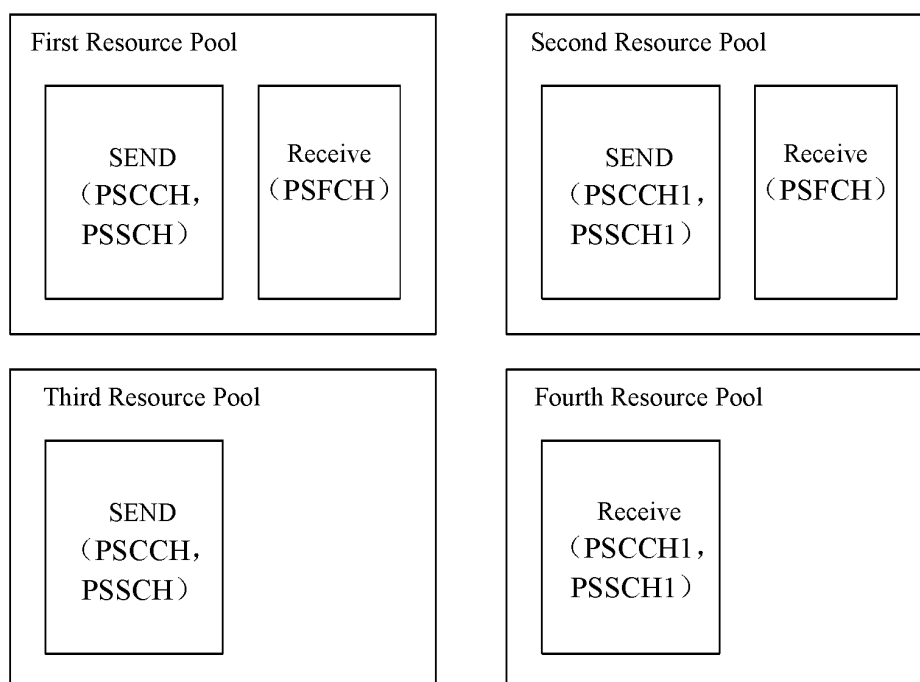 First Resource Pool
SEND
（PSCCH，
PSSCH）
Receive
（PSFCH）
Second Resource Pool
SEND
（PSCCH1，
PSSCH1）
Receive
（PSFCH）
Third Resource Pool
SEND
（PSCCH，
PSSCH）
Fourth Resource Pool
Receive
（PSCCH1，
PSSCH1）